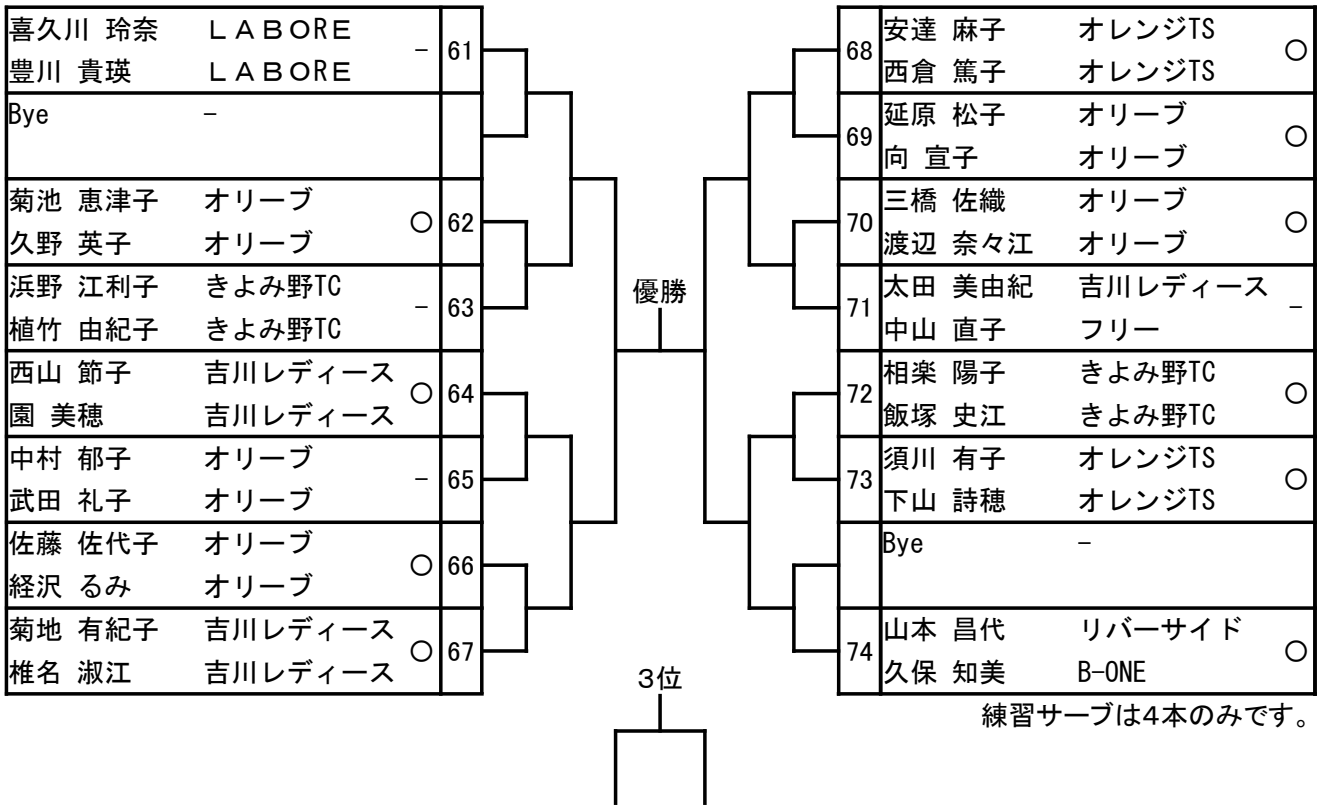 喜久川 玲奈 ＬＡＢＯＲＥ － 61
豊川 貴瑛 ＬＡＢＯＲＥ
Bye －
菊池 恵津子 オリーブ ○ 62
久野 英子 オリーブ
浜野 江利子 きよみ野TC － 63
植竹 由紀子 きよみ野TC
西山 節子 吉川レディース ○ 64
園 美穂 吉川レディース
中村 郁子 オリーブ － 65
武田 礼子 オリーブ
佐藤 佐代子 オリーブ ○ 66
経沢 るみ オリーブ
菊地 有紀子 吉川レディース ○ 67
椎名 淑江 吉川レディース
優勝
3位
68 安達 麻子 オレンジTS ○
西倉 篤子 オレンジTS
69 延原 松子 オリーブ ○
向 宣子 オリーブ
70 三橋 佐織 オリーブ ○
渡辺 奈々江 オリーブ
71 太田 美由紀 吉川レディース －
中山 直子 フリー
72 相楽 陽子 きよみ野TC ○
飯塚 史江 きよみ野TC
73 須川 有子 オレンジTS ○
下山 詩穂 オレンジTS
Bye －
74 山本 昌代 リバーサイド ○
久保 知美 B-ONE
練習サーブは４本のみです。